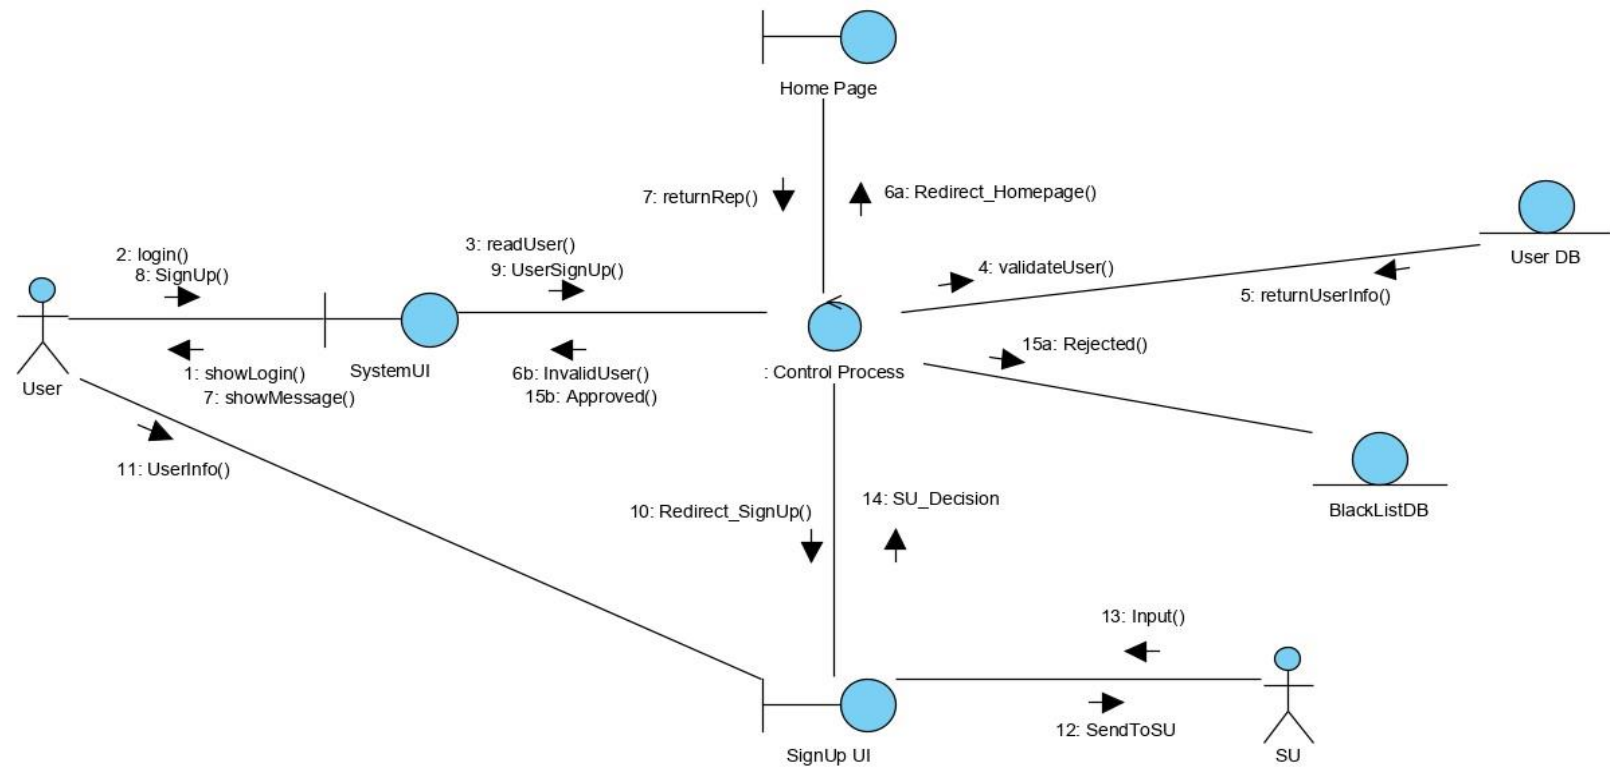 Home Page
7: returnRep()
6a: Redirect_Homepage()
2: login()
8: SignUp()
3: readUser()
9: UserSignUp()
4: validateUser()
User DB
5: returnUserInfo()
15a: Rejected()
User
1: showLogin()
7: showMessage()
SystemUI
6b: InvalidUser()
15b: Approved()
: Control Process
11: UserInfo()
10: Redirect_SignUp()
14: SU_Decision
BlackListDB
13: Input()
12: SendToSU
SignUp UI
SU